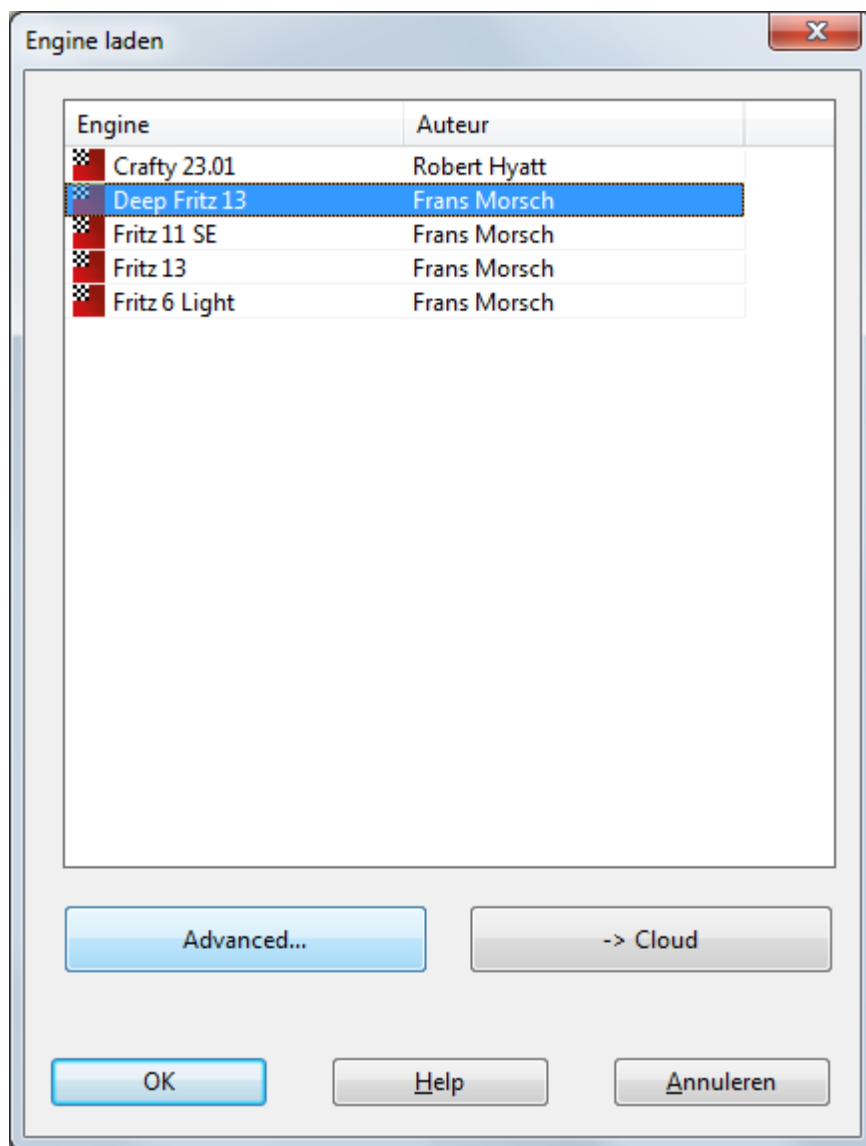 Engine laden
Engine Auteur
Crafty 23.01 Robert Hyatt
Deep Fritz 13 Frans Morsch
Fritz 11 SE Frans Morsch
Fritz 13 Frans Morsch
Fritz 6 Light Frans Morsch
Advanced... -> Cloud
OK Help Annuleren